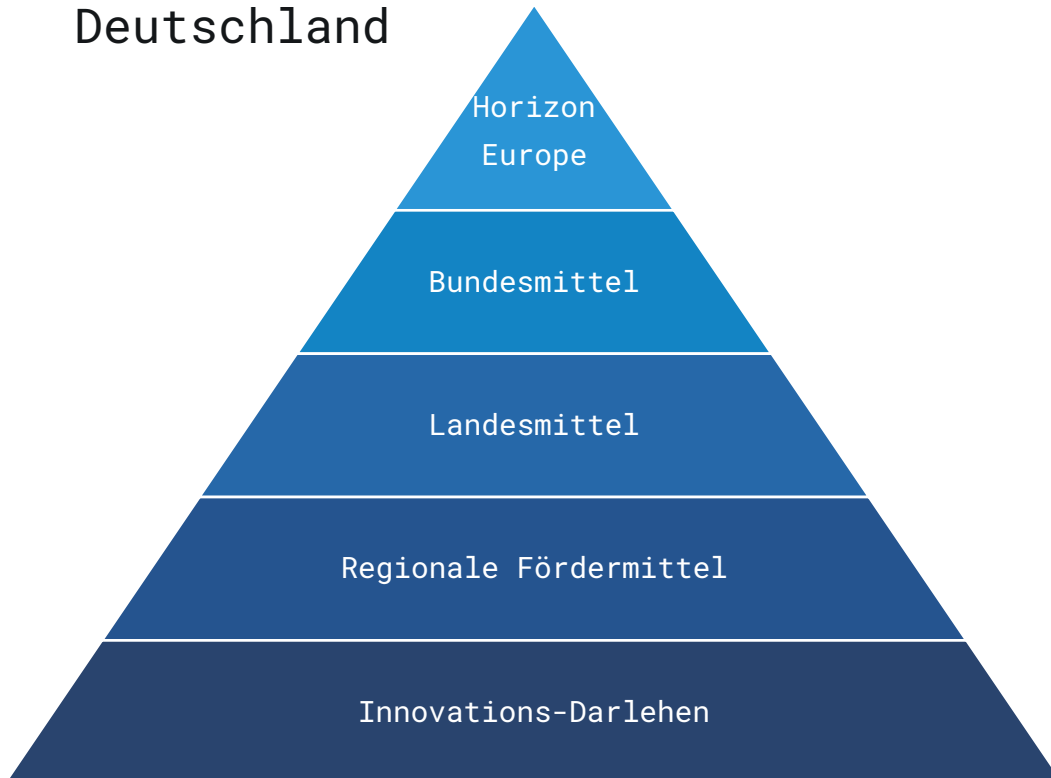 Deutschland
Horizon
Europe
Bundesmittel
Landesmittel
Regionale Fördermittel
Innovations-Darlehen